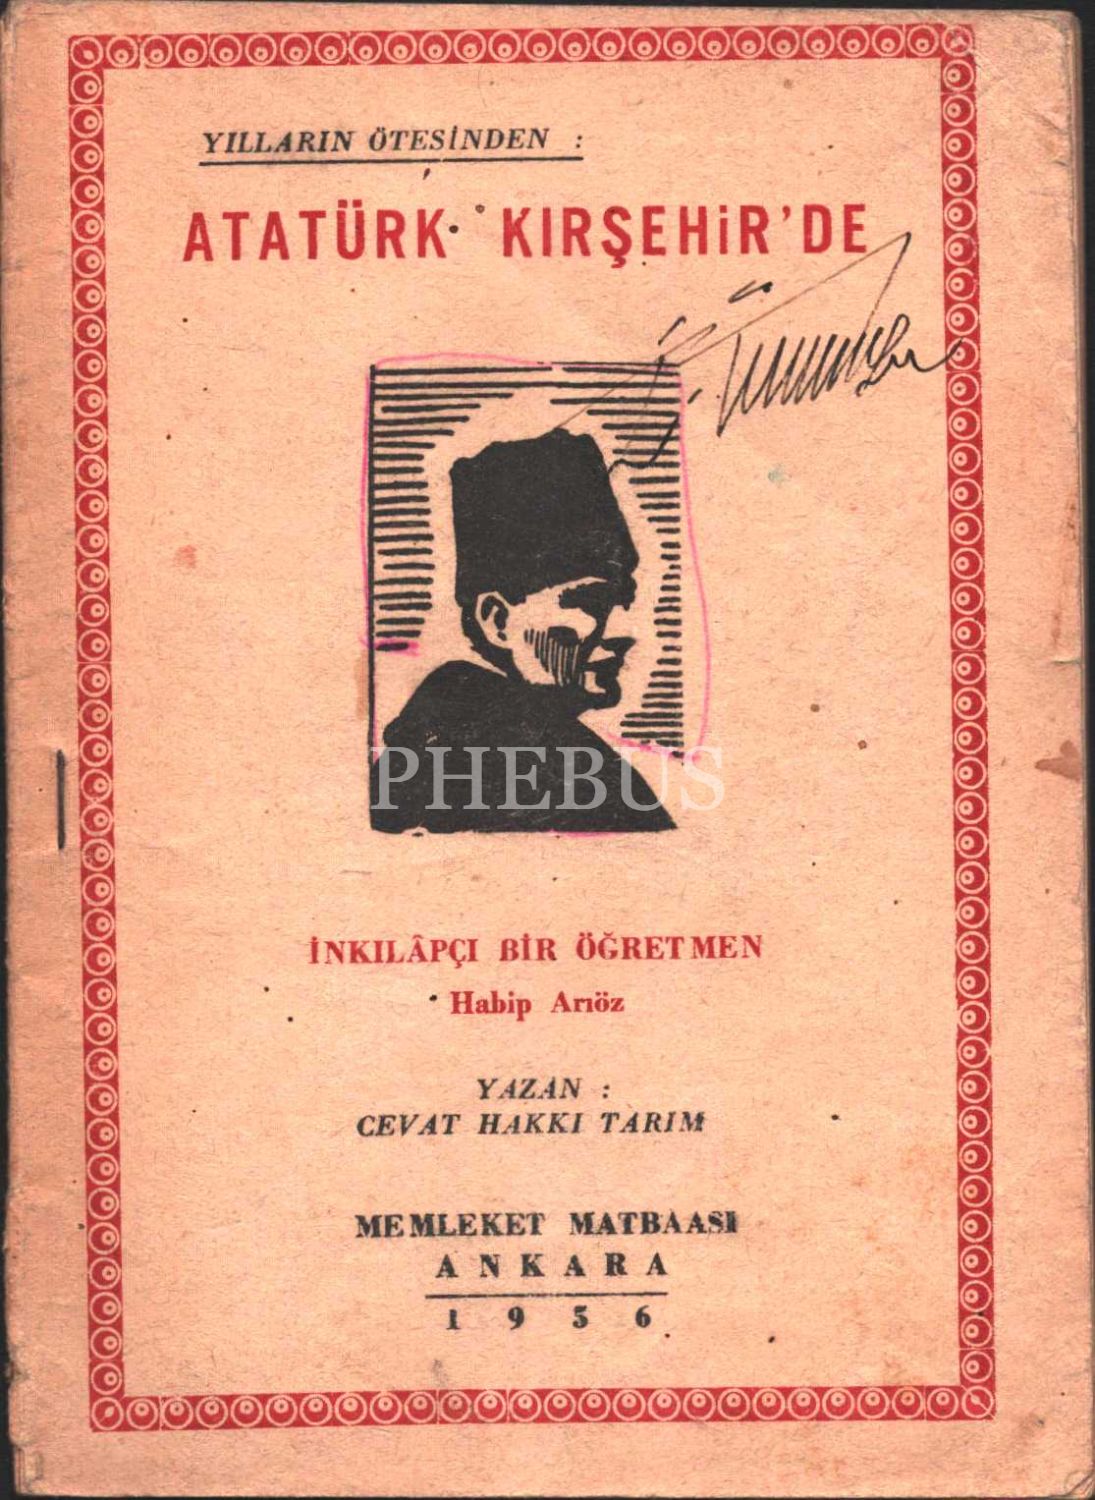 YILLARIN ÖTESİNDEN :
ATATÜRK KIRŞEHİR'DE
PHEBUS
İNKILÂPÇI BİR ÖĞRETMEN
Habip Arıöz
YAZAN :
CEVAT HAKKI TARIM
MEMLEKET MATBAASI
ANKARA
1956